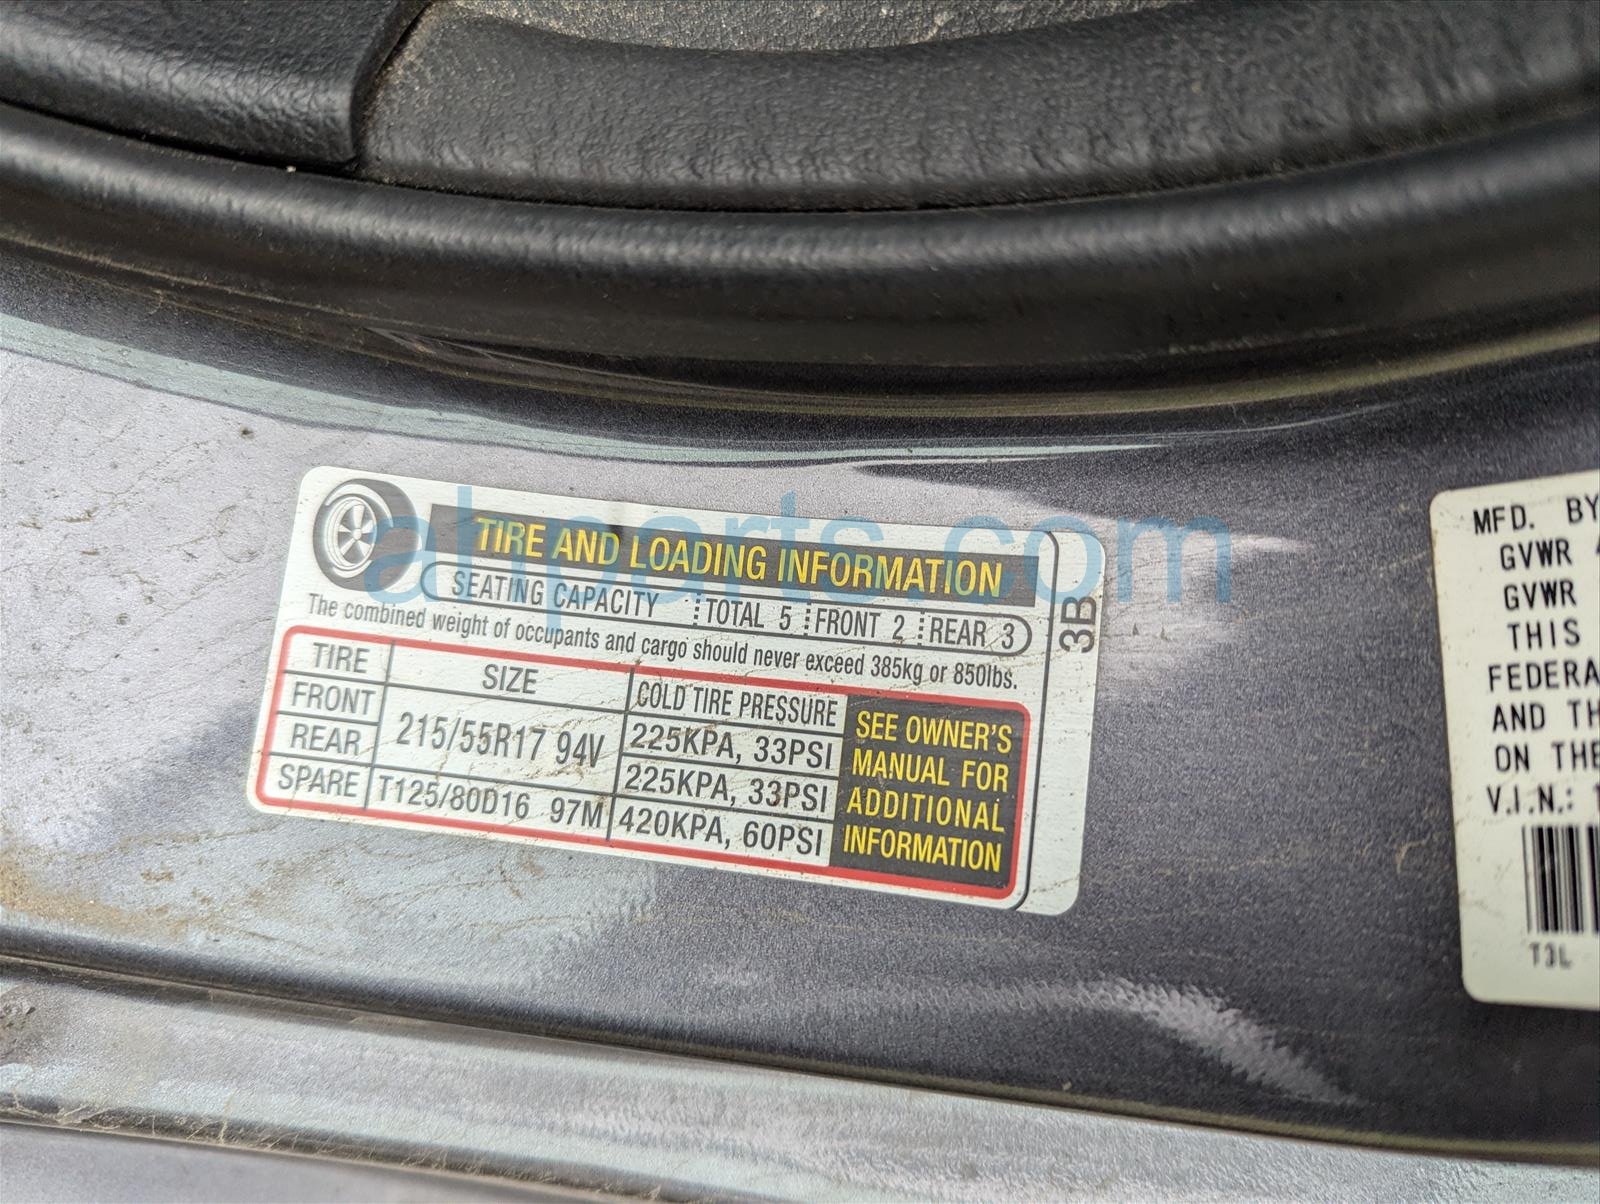 TIRE AND LOADING INFORMATION
SEATING CAPACITY TOTAL 5 FRONT 2 REAR 3
The combined weight of occupants and cargo should never exceed 385kg or 850lbs.
TIRE SIZE COLD TIRE PRESSURE
FRONT 215/55R17 94V 225KPA, 33PSI
REAR 225KPA, 33PSI
SPARE T125/80D16 97M 420KPA, 60PSI
SEE OWNER'S
MANUAL FOR
ADDITIONAL
INFORMATION
3B
ahparts.com
MFD. BY
GVWR
GVWR
THIS
FEDERA
AND TH
ON THE
V.I.N.:
T3L